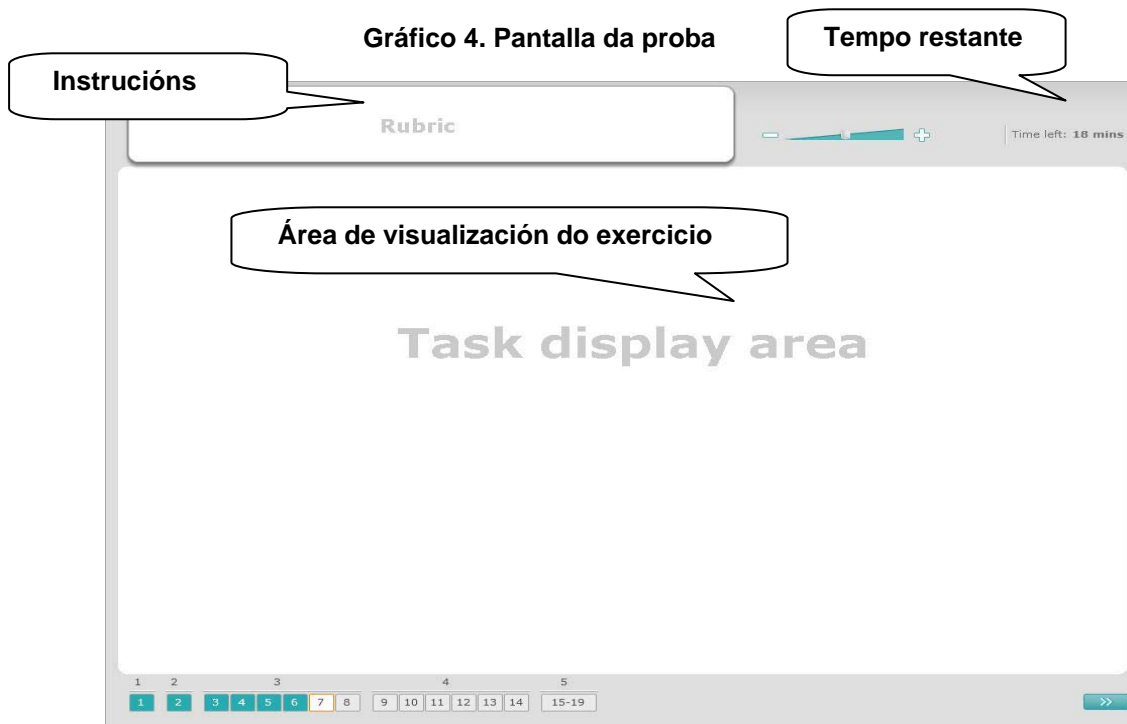 Gráfico 4. Pantalla da proba
Tempo restante
Instrucións
Rubric
Time left: 18 mins
Área de visualización do exercicio
Task display area
1 2 3 4 5
1 2 3 4 5 6 7 8 9 10 11 12 13 14 15-19
>>